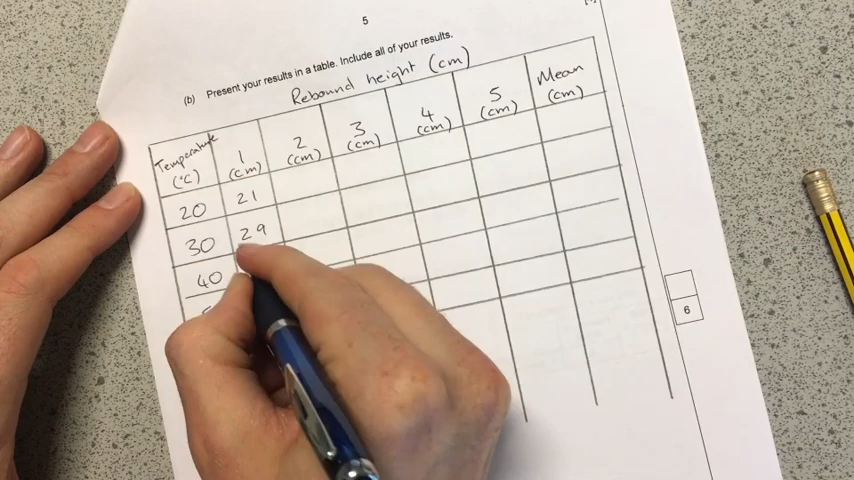 5
(b) Present your results in a table. Include all of your results.
Rebound height (cm)
Temperature (°C) 1 (cm) 2 (cm) 3 (cm) 4 (cm) 5 (cm) Mean (cm)
20 21
30 29
40
6